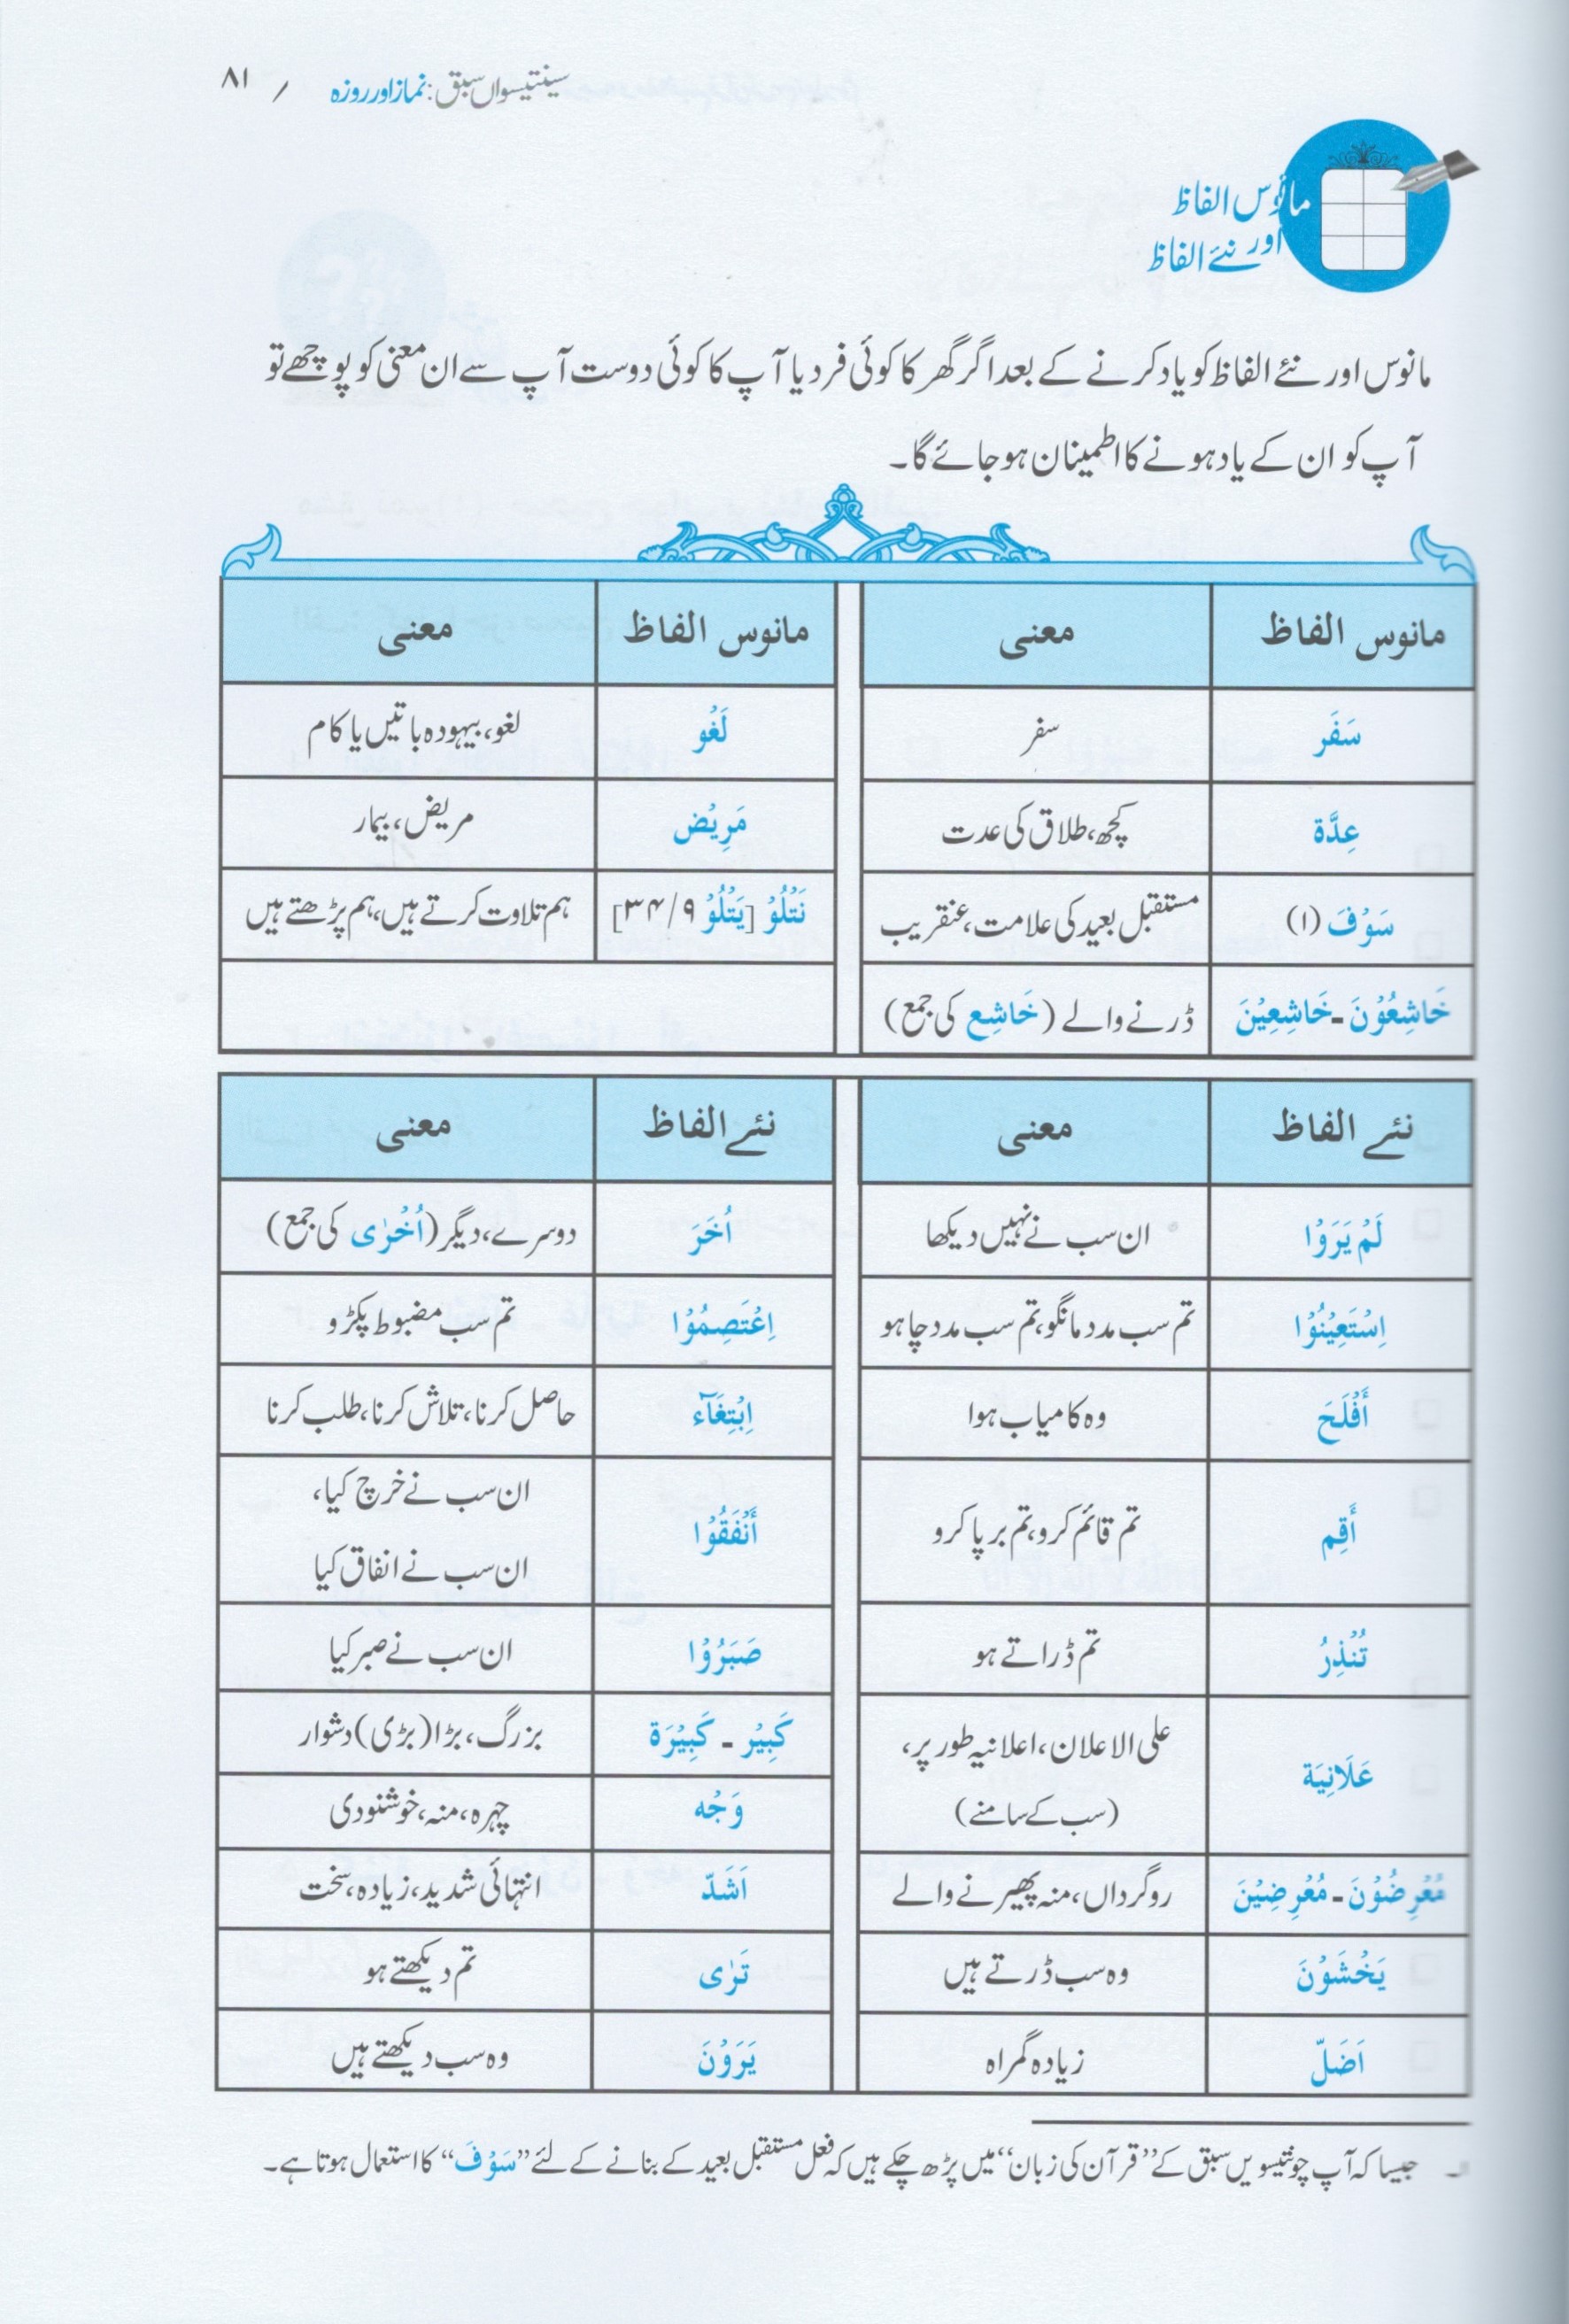 سینتیسواں سبق: نماز اور روزہ / ۸۱
مانوس الفاظ
اور نئے الفاظ
مانوس اور نئے الفاظ کو یاد کرنے کے بعد اگر گھر کا کوئی فرد یا آپ کا کوئی دوست آپ سے ان معنی کو پوچھے تو
آپ کو ان کے یاد ہونے کا اطمینان ہو جائے گا۔
مانوس الفاظ معنی مانوس الفاظ معنی
سَفَر سفر لَغْو لغو، بیہودہ باتیں یا کام
عِدَّة کچھ، طلاق کی عدت مَرِیْض مریض، بیمار
سَوْفَ (۱) مستقبل بعید کی علامت، عنقریب نَتْلُوْ [یَتْلُوْ ۳۴/۹] ہم تلاوت کرتے ہیں، ہم پڑھتے ہیں
خَاشِعُوْنَ۔خَاشِعِیْنَ ڈرنے والے (خَاشِع کی جمع)
نئے الفاظ معنی نئے الفاظ معنی
لَمْ یَرَوْا ان سب نے نہیں دیکھا اُخَرَ دوسرے، دیگر (اُخْرٰی کی جمع)
اِسْتَعِیْنُوْا تم سب مدد مانگو، تم سب مدد چاہو اِعْتَصِمُوْا تم سب مضبوط پکڑو
أَفْلَحَ وہ کامیاب ہوا اِبْتِغَآء حاصل کرنا، تلاش کرنا، طلب کرنا
أَقِم تم قائم کرو، تم برپا کرو أَنْفَقُوْا ان سب نے خرچ کیا،
ان سب نے انفاق کیا
تُنْذِرُ تم ڈراتے ہو صَبَرُوْا ان سب نے صبر کیا
عَلَانِیَة علی الاعلان، اعلانیہ طور پر، کَبِیْر ۔ کَبِیْرَة بزرگ، بڑا (بڑی) دشوار
(سب کے سامنے) وَجْه چہرہ، منہ، خوشنودی
مُعْرِضُوْنَ۔مُعْرِضِیْنَ روگرداں، منہ پھیرنے والے اَشَدّ انتہائی شدید، زیادہ، سخت
یَخْشَوْنَ وہ سب ڈرتے ہیں تَرٰی تم دیکھتے ہو
اَضَلّ زیادہ گمراہ یَرَوْنَ وہ سب دیکھتے ہیں
جیسا کہ آپ چونتیسویں سبق کے ”قرآن کی زبان“ میں پڑھ چکے ہیں کہ فعل مستقبل بعید کے بنانے کے لئے ”سَوْفَ“ کا استعمال ہوتا ہے۔